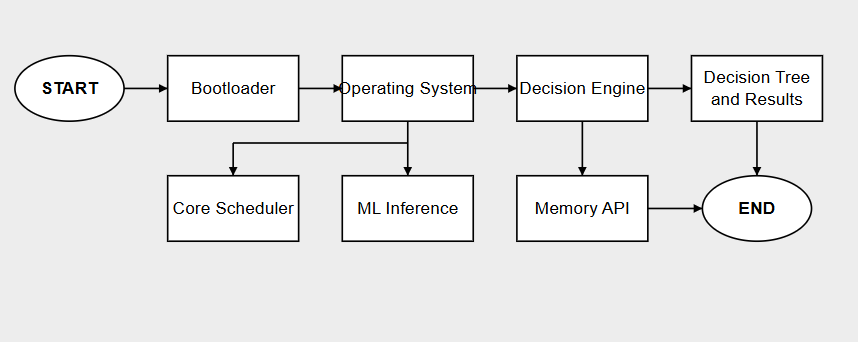 START
Bootloader
Operating System
Decision Engine
Decision Tree
and Results
Core Scheduler
ML Inference
Memory API
END